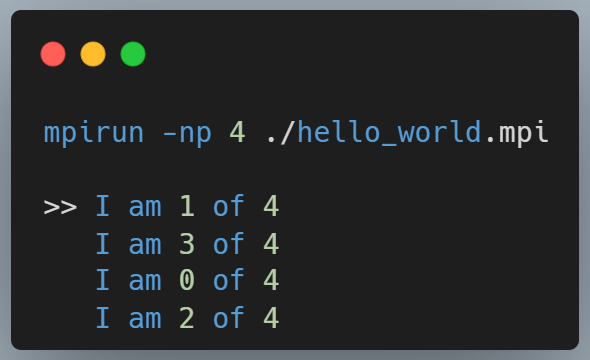 mpirun -np 4 ./hello_world.mpi
>> I am 1 of 4
I am 3 of 4
I am 0 of 4
I am 2 of 4